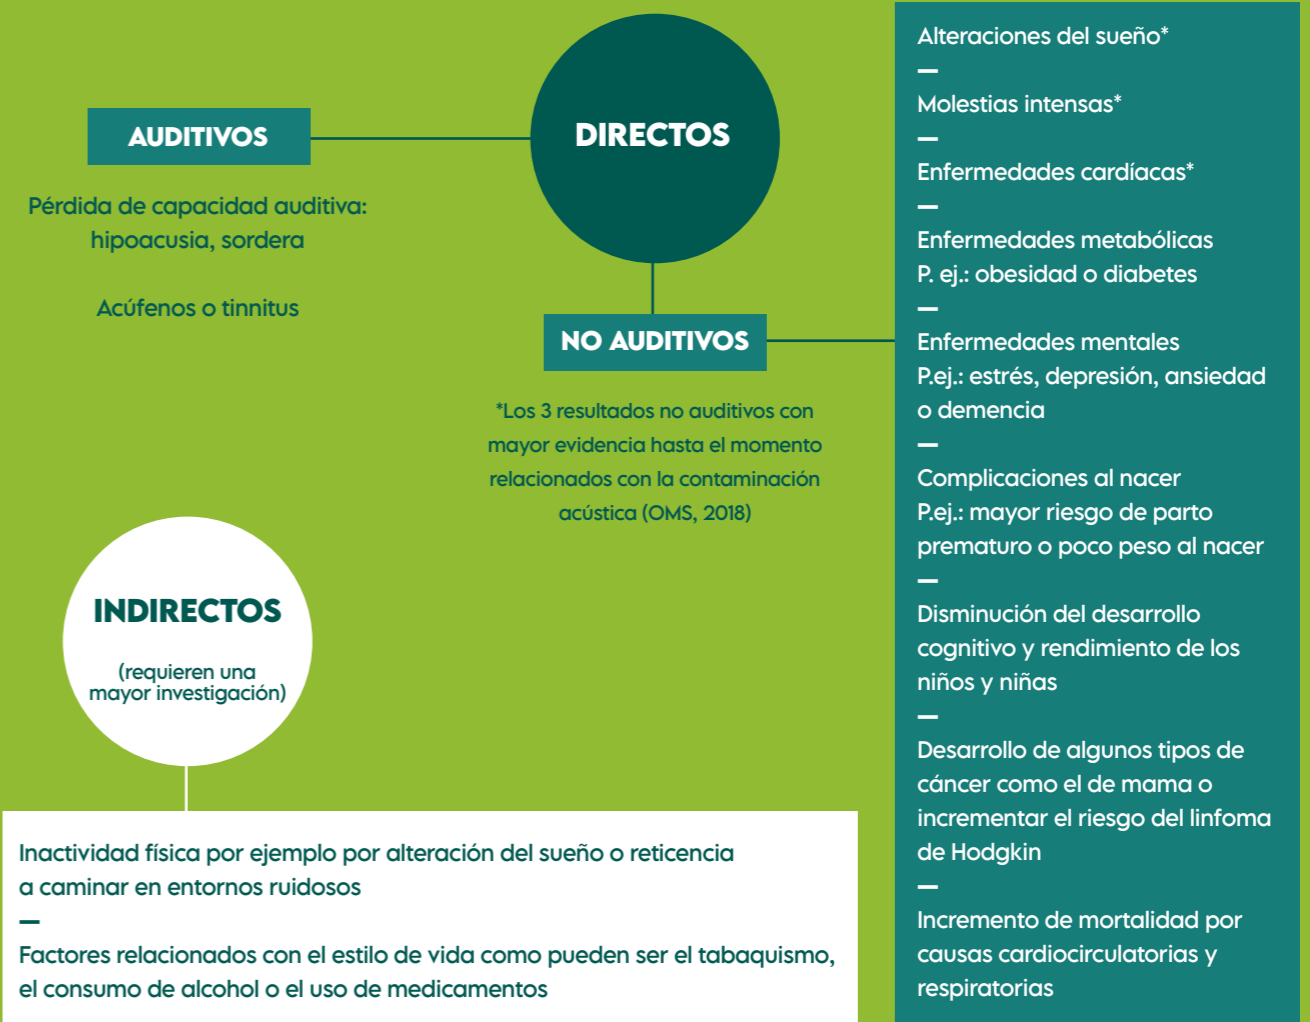 DIRECTOS
AUDITIVOS
Pérdida de capacidad auditiva:
hipoacusia, sordera
Acúfenos o tinnitus
NO AUDITIVOS
*Los 3 resultados no auditivos con
mayor evidencia hasta el momento
relacionados con la contaminación
acústica (OMS, 2018)
Alteraciones del sueño*
—
Molestias intensas*
—
Enfermedades cardíacas*
—
Enfermedades metabólicas
P. ej.: obesidad o diabetes
—
Enfermedades mentales
P.ej.: estrés, depresión, ansiedad
o demencia
—
Complicaciones al nacer
P.ej.: mayor riesgo de parto
prematuro o poco peso al nacer
—
Disminución del desarrollo
cognitivo y rendimiento de los
niños y niñas
—
Desarrollo de algunos tipos de
cáncer como el de mama o
incrementar el riesgo del linfoma
de Hodgkin
—
Incremento de mortalidad por
causas cardiocirculatorias y
respiratorias
INDIRECTOS
(requieren una
mayor investigación)
Inactividad física por ejemplo por alteración del sueño o reticencia
a caminar en entornos ruidosos
—
Factores relacionados con el estilo de vida como pueden ser el tabaquismo,
el consumo de alcohol o el uso de medicamentos